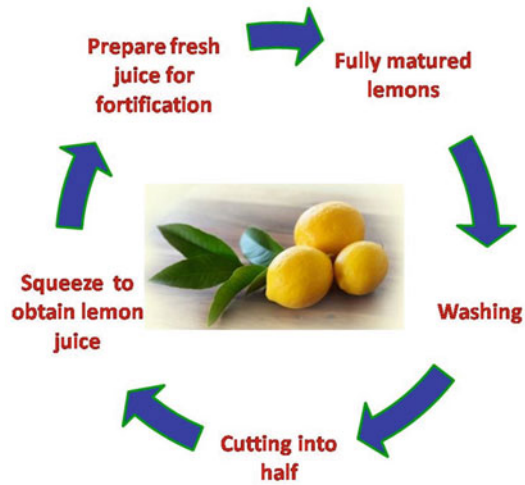 Prepare fresh
juice for
fortification
Fully matured
lemons
Washing
Cutting into
half
Squeeze to
obtain lemon
juice